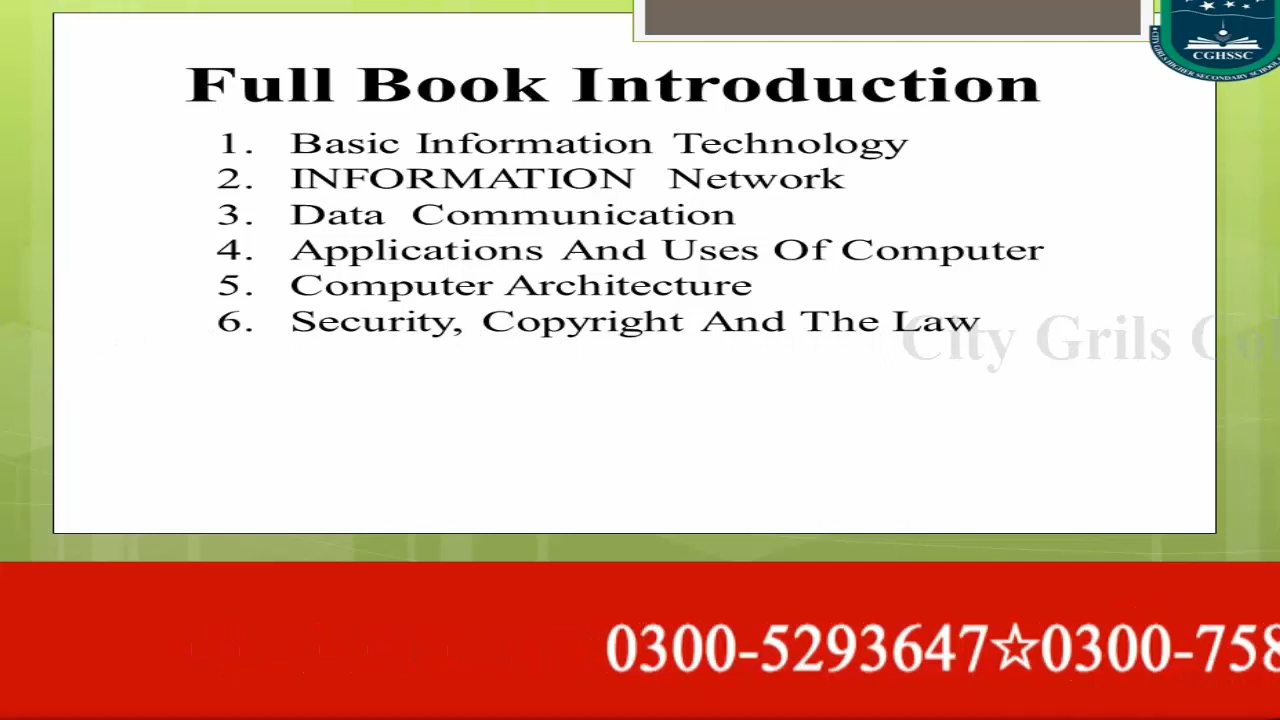 CGHSSC
Full Book Introduction
1. Basic Information Technology
2. INFORMATION Network
3. Data Communication
4. Applications And Uses Of Computer
5. Computer Architecture
6. Security, Copyright And The Law
City Grils Co
0300-5293647☆0300-758